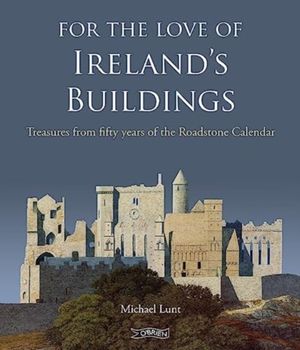 FOR THE LOVE OF
IRELAND'S
BUILDINGS
Treasures from fifty years of the Roadstone Calendar
Michael Lunt
O'BRIEN